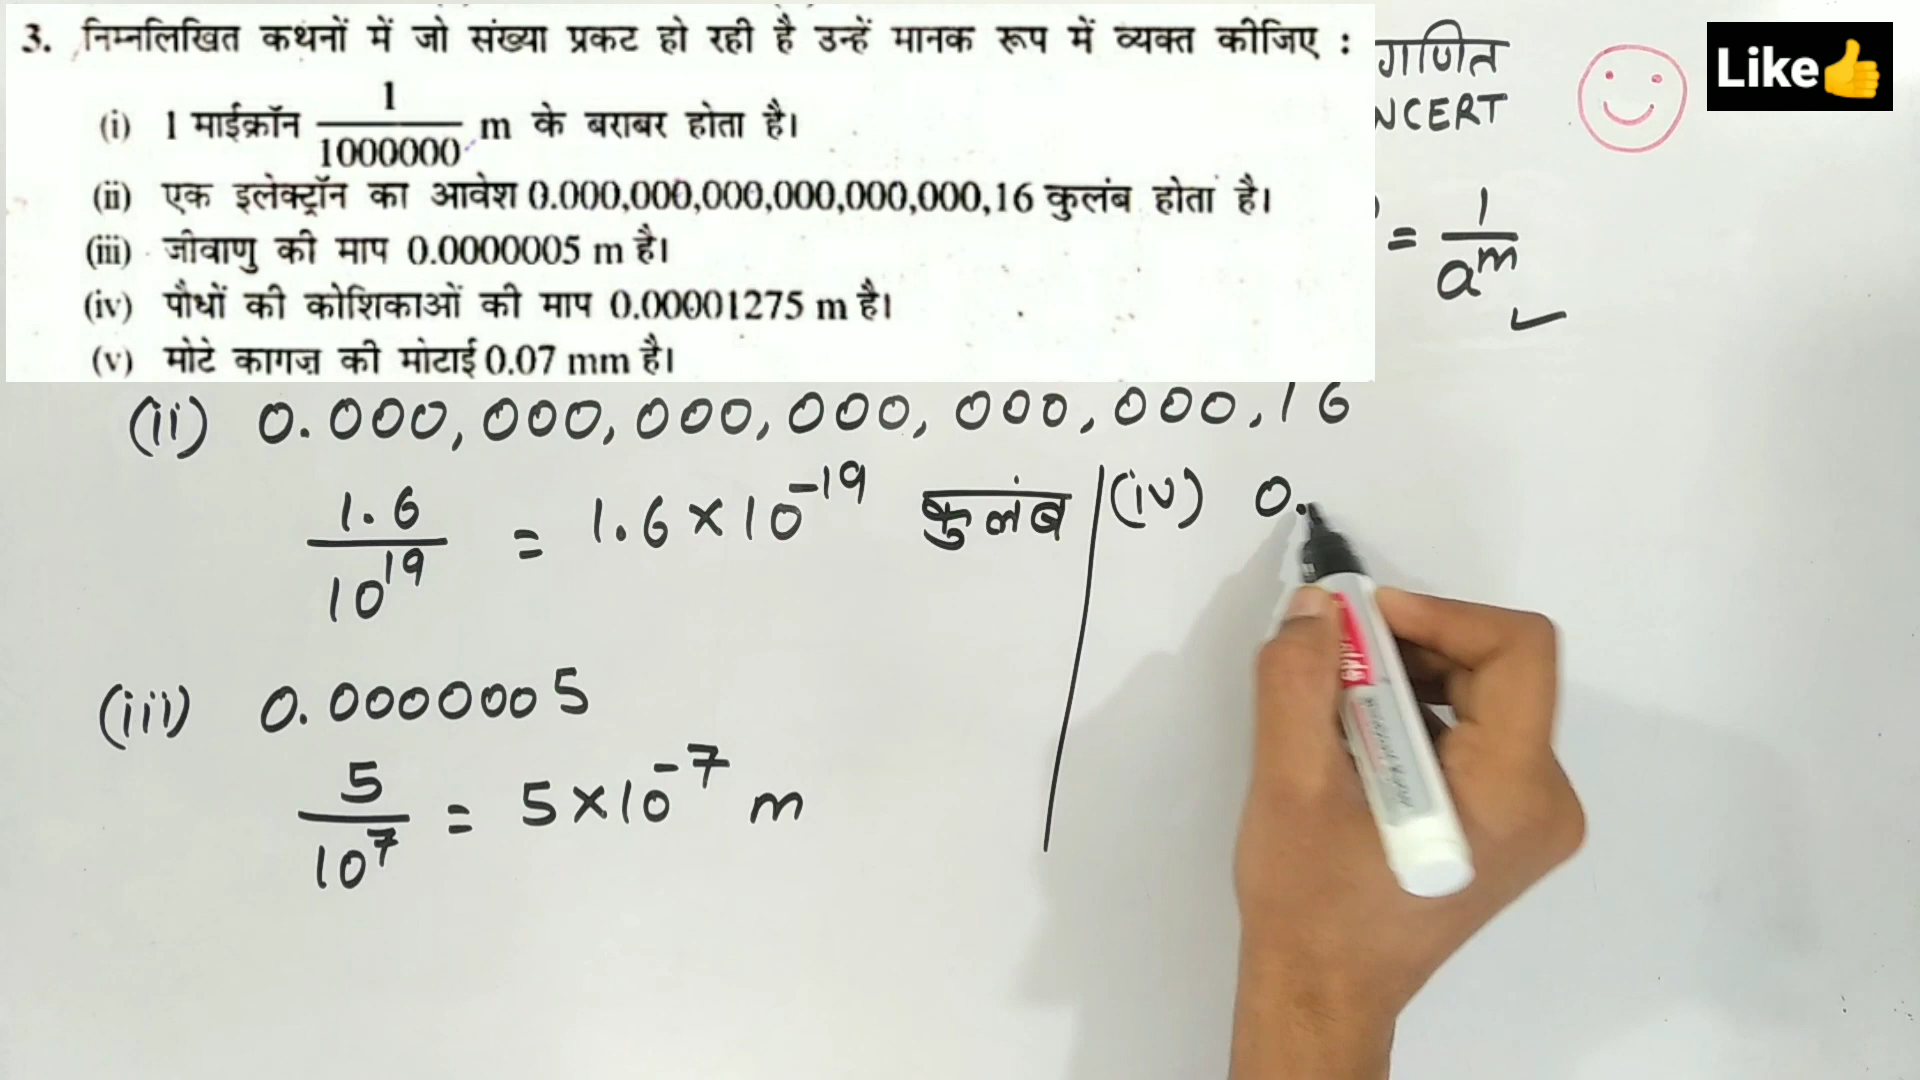 3. निम्नलिखित कथनों में जो संख्या प्रकट हो रही है उन्हें मानक रूप में व्यक्त कीजिए :
(i) 1 माईक्रॉन 1/1000000 m के बराबर होता है।
(ii) एक इलेक्ट्रॉन का आवेश 0.000,000,000,000,000,000,16 कुलंब होता है।
(iii) जीवाणु की माप 0.0000005 m है।
(iv) पौधों की कोशिकाओं की माप 0.00001275 m है।
(v) मोटे कागज़ की मोटाई 0.07 mm है।
गणित
NCERT
Like👍
= 1/a^m
(ii) 0.000,000,000,000,000,000,16
1.6/10^19 = 1.6×10^-19 कुलंब
(iii) 0.0000005
5/10^7 = 5×10^-7 m
(iv) 0.